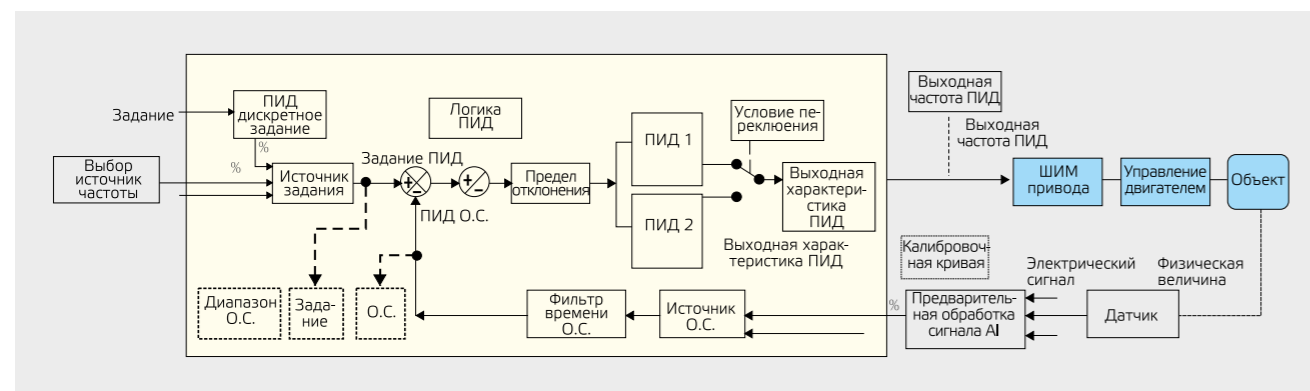 Задание
ПИД
дискретное
задание
%
%
Выбор
источник
частоты
Источник
задания
Задание ПИД
Логика
ПИД
ПИД О.С.
Предел
отклонения
ПИД 1
ПИД 2
Условие пе-
реклюения
Выходная
характери-
стика
ПИД
Выходная харак-
теристика ПИД
Выходная
частота ПИД
Выходная
частота ПИД
ШИМ
привода
Управление
двигателем
Объект
Диапазон
О.С.
Зада-
ние
О.С.
Фильтр
времени
О.С.
Источник
О.С.
%
Калибровоч-
ная кривая
Предваритель-
ная обработка
сигнала AI
Электрический
сигнал
Датчик
Физическая
величина